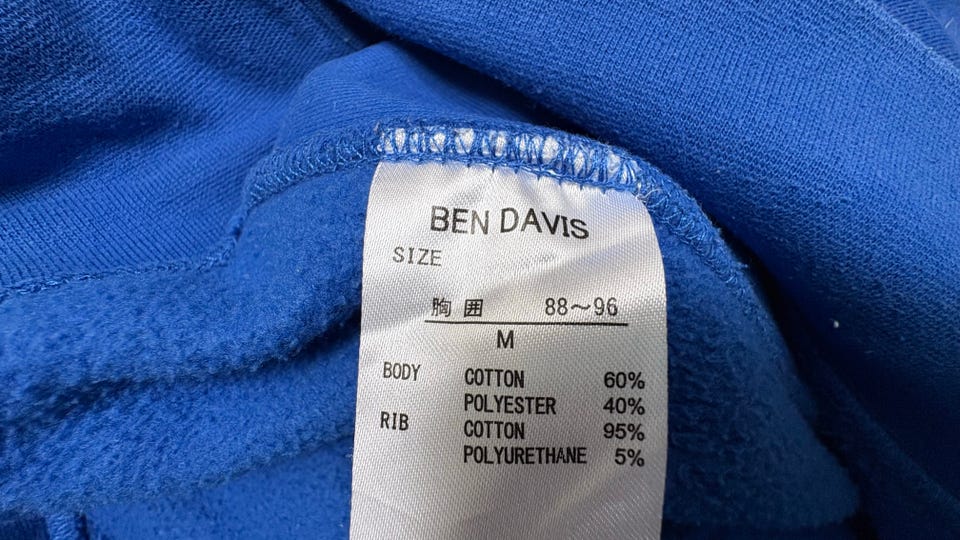 BEN DAVIS
SIZE
胸囲 88～96
M
BODY COTTON 60%
POLYESTER 40%
RIB COTTON 95%
POLYURETHANE 5%